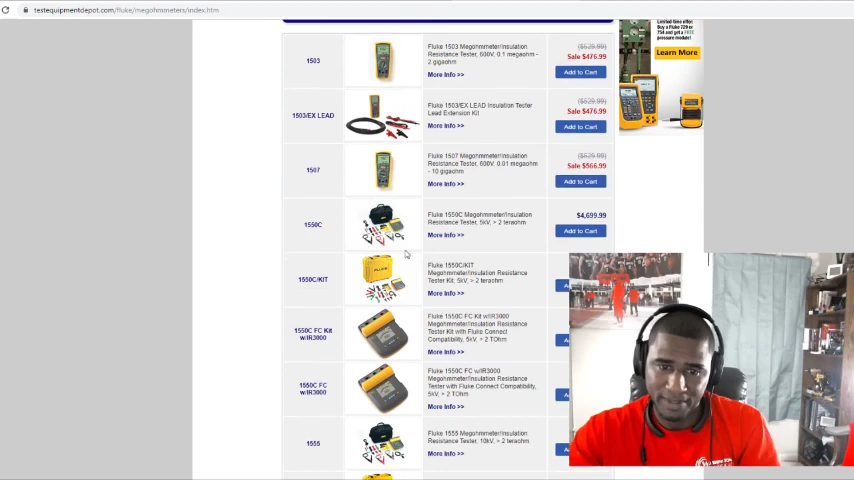 testequipmentdepot.com/fluke/megohmmeters/index.htm
Limited-time offer:
Buy a Fluke 729 or
754 and get a FREE
pressure module!
Learn More
1503
Fluke 1503 Megohmmeter/Insulation
Resistance Tester, 600V, 0.1 megaohm -
2 gigaohm
More Info >>
($529.99)
Sale $476.99
Add to Cart
1503/EX LEAD
Fluke 1503/EX LEAD Insulation Tester
Lead Extension Kit
More Info >>
($529.99)
Sale $476.99
Add to Cart
1507
Fluke 1507 Megohmmeter/Insulation
Resistance Tester, 600V, 0.01 megaohm
- 10 gigaohm
More Info >>
($629.99)
Sale $566.99
Add to Cart
1550C
Fluke 1550C Megohmmeter/Insulation
Resistance Tester, 5kV, > 2 teraohm
More Info >>
$4,699.99
Add to Cart
1550C/KIT
FLUKE
Fluke 1550C/KIT
Megohmmeter/Insulation Resistance
Tester Kit, 5kV, > 2 teraohm
More Info >>
A
1550C FC Kit
w/IR3000
Fluke 1550C FC Kit w/IR3000
Megohmmeter/Insulation Resistance
Tester Kit with Fluke Connect
Compatibility, 5kV, > 2 TOhm
More Info >>
A
1550C FC
w/IR3000
Fluke 1550C FC w/IR3000
Megohmmeter/Insulation Resistance
Tester with Fluke Connect Compatibility,
5kV, > 2 TOhm
More Info >>
A
1555
Fluke 1555 Megohmmeter/Insulation
Resistance Tester, 10kV, > 2 teraohm
More Info >>
A